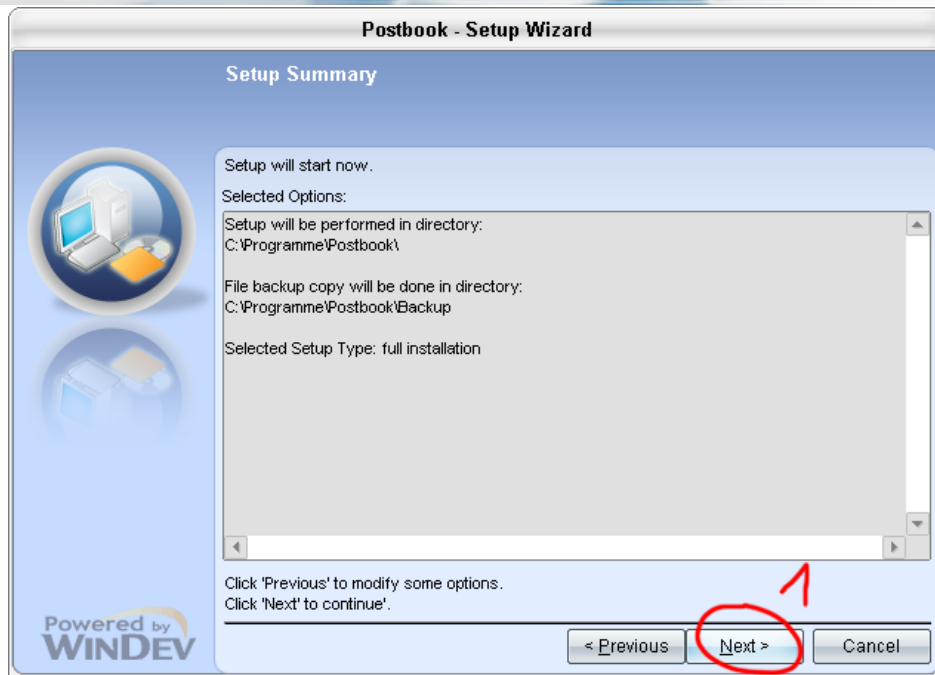 Postbook - Setup Wizard
Setup Summary
Setup will start now.
Selected Options:
Setup will be performed in directory:
C:\Programme\Postbook\
File backup copy will be done in directory:
C:\Programme\Postbook\Backup
Selected Setup Type: full installation
Click 'Previous' to modify some options.
Click 'Next' to continue'.
1
Powered by
WINDEV
< Previous
Next >
Cancel